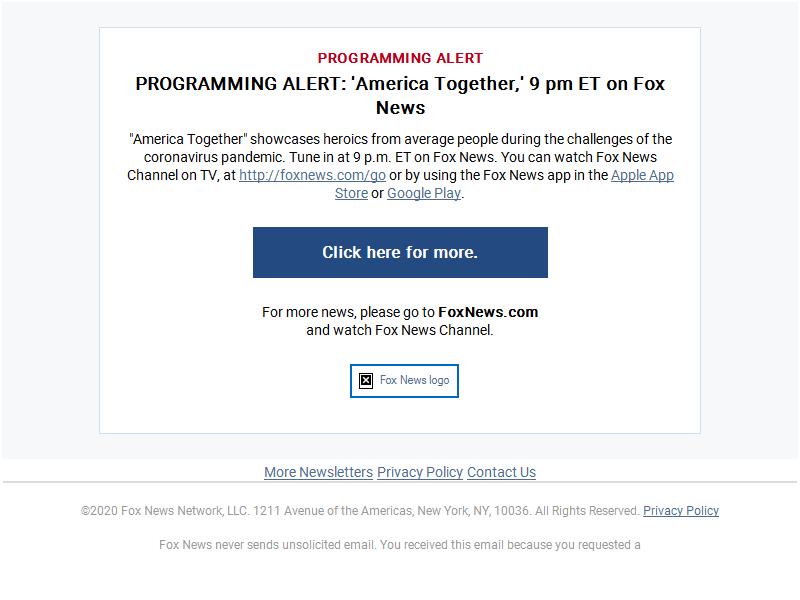 PROGRAMMING ALERT
PROGRAMMING ALERT: 'America Together,' 9 pm ET on Fox
News
"America Together" showcases heroics from average people during the challenges of the
coronavirus pandemic. Tune in at 9 p.m. ET on Fox News. You can watch Fox News
Channel on TV, at http://foxnews.com/go or by using the Fox News app in the Apple App
Store or Google Play.
Click here for more.
For more news, please go to FoxNews.com
and watch Fox News Channel.
Fox News logo
More Newsletters Privacy Policy Contact Us
©2020 Fox News Network, LLC. 1211 Avenue of the Americas, New York, NY, 10036. All Rights Reserved. Privacy Policy
Fox News never sends unsolicited email. You received this email because you requested a